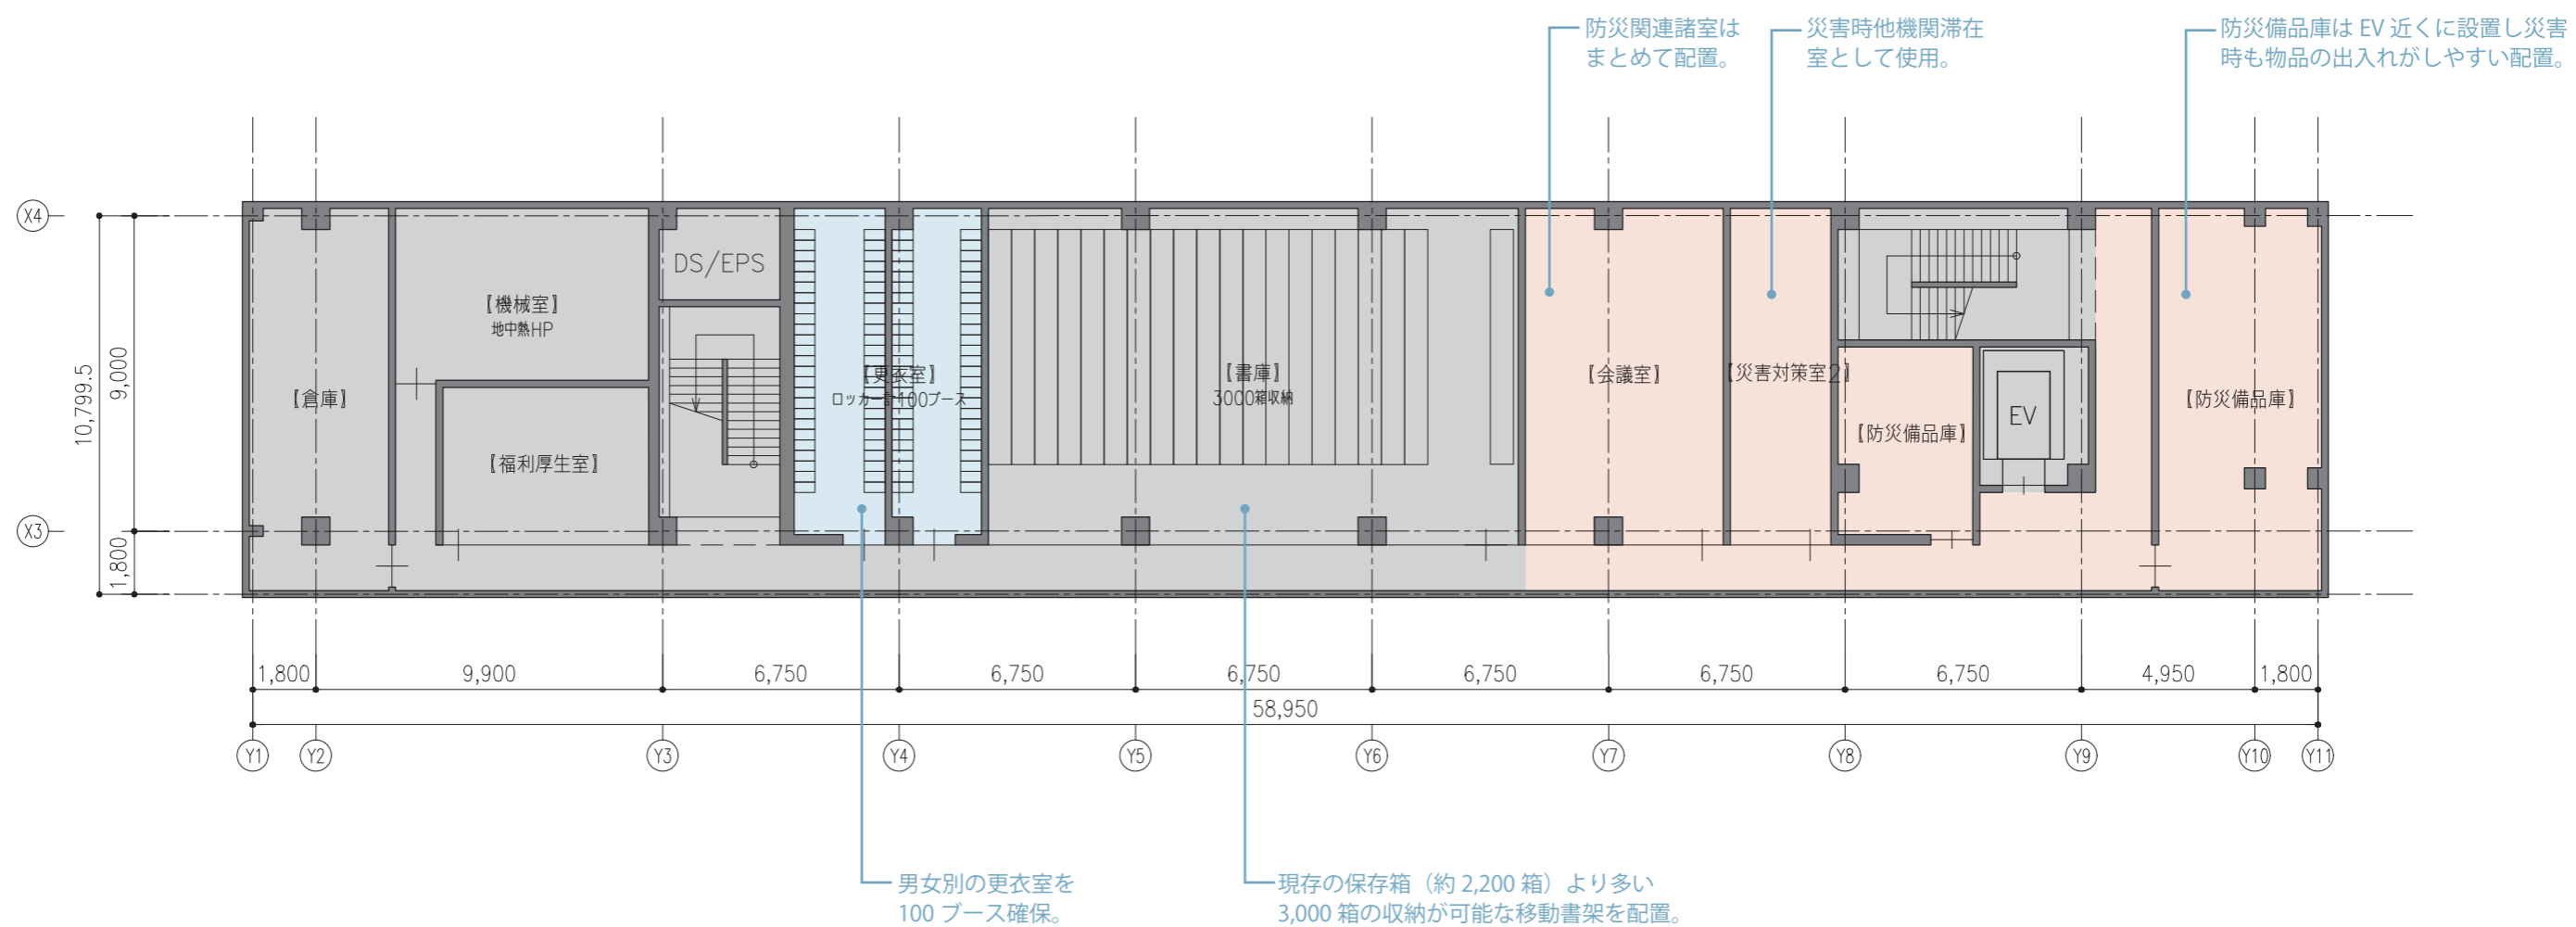 防災関連諸室は
まとめて配置。
災害時他機関滞在
室として使用。
防災備品庫は EV 近くに設置し災害
時も物品の出入れがしやすい配置。
X4
X3
10,799.5
9,000
1,800
【倉庫】
【機械室】
地中熱HP
【福利厚生室】
DS/EPS
【更衣室】
ロッカー計100ブース
【書庫】
3000箱収納
【会議室】
【災害対策室2】
【防災備品庫】
EV
【防災備品庫】
1,800
9,900
6,750
6,750
6,750
6,750
6,750
6,750
4,950
1,800
58,950
Y1
Y2
Y3
Y4
Y5
Y6
Y7
Y8
Y9
Y10
Y11
男女別の更衣室を
100 ブース確保。
現存の保存箱（約 2,200 箱）より多い
3,000 箱の収納が可能な移動書架を配置。